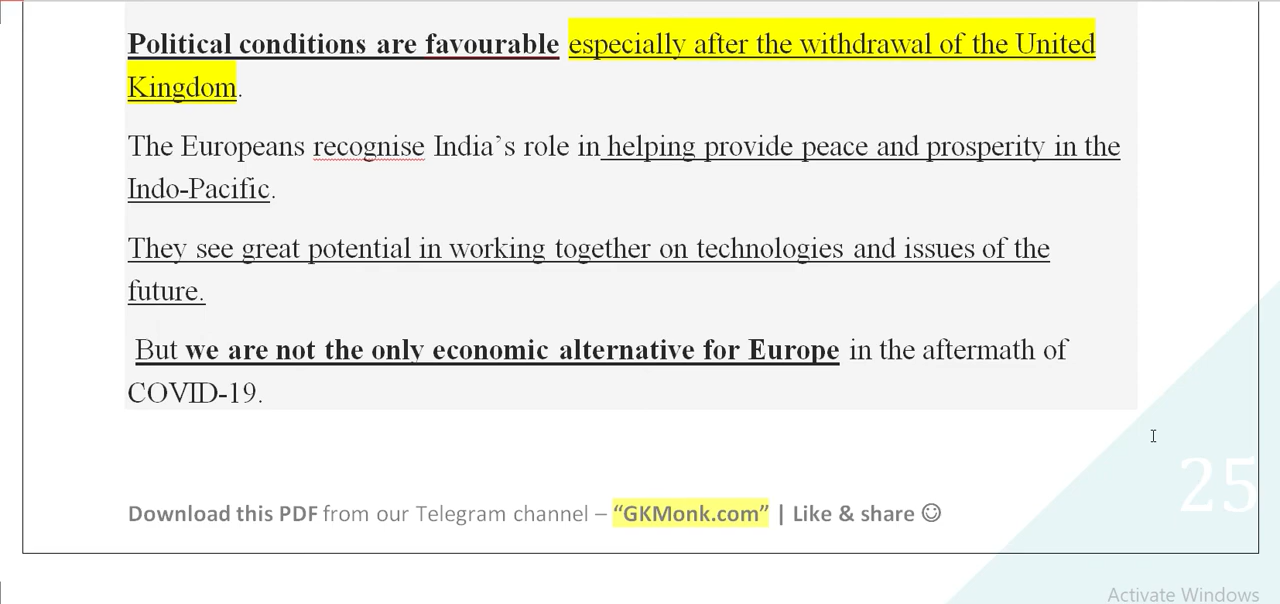 Political conditions are favourable especially after the withdrawal of the United
Kingdom.
The Europeans recognise India’s role in helping provide peace and prosperity in the
Indo-Pacific.
They see great potential in working together on technologies and issues of the
future.
But we are not the only economic alternative for Europe in the aftermath of
COVID-19.
25
Download this PDF from our Telegram channel – “GKMonk.com” | Like & share ☺
Activate Windows